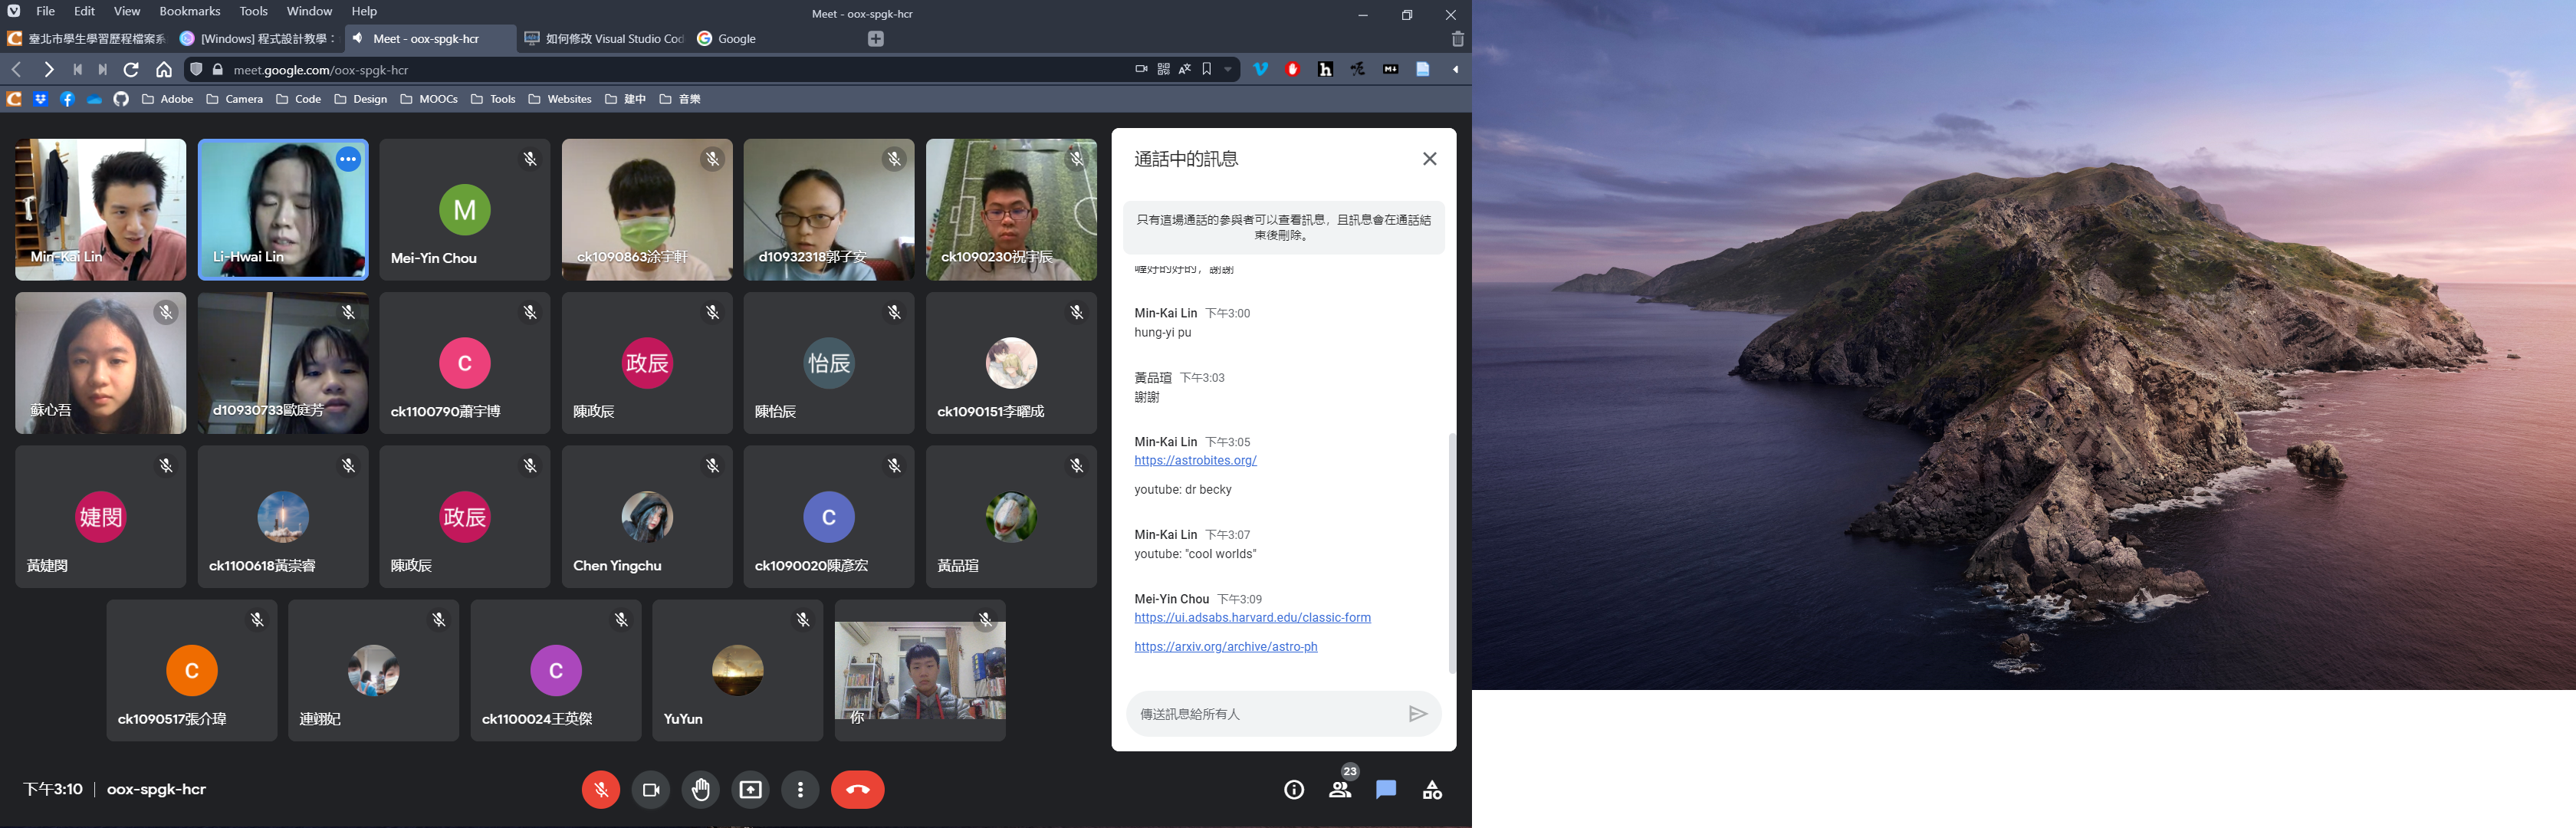 File Edit View Bookmarks Tools Window Help
Meet - oox-spgk-hcr
臺北市學生學習歷程檔案系
[Windows] 程式設計教學：
Meet - oox-spgk-hcr
如何修改 Visual Studio Cod
Google
meet.google.com/oox-spgk-hcr
Adobe Camera Code Design MOOCs Tools Websites 建中 音樂
Min-Kai Lin
Li-Hwai Lin
M
Mei-Yin Chou
ck1090863涂宇軒
d10932318郭子安
ck1090230祝宇辰
蘇心吾
d10930733歐庭芳
C
ck1100790蕭宇博
政辰
陳政辰
怡辰
陳怡辰
ck1090151李曜成
婕閔
黃婕閔
ck1100618黃崇睿
政辰
陳政辰
Chen Yingchu
C
ck1090020陳彥宏
黃品瑄
C
ck1090517張介瑋
連翊妃
C
ck1100024王英傑
YuYun
你
通話中的訊息
只有這場通話的參與者可以查看訊息，且訊息會在通話結
束後刪除。
喔好的好的，謝謝
Min-Kai Lin 下午3:00
hung-yi pu
黃品瑄 下午3:03
謝謝
Min-Kai Lin 下午3:05
https://astrobites.org/
youtube: dr becky
Min-Kai Lin 下午3:07
youtube: "cool worlds"
Mei-Yin Chou 下午3:09
https://ui.adsabs.harvard.edu/classic-form
https://arxiv.org/archive/astro-ph
傳送訊息給所有人
下午3:10 | oox-spgk-hcr
23